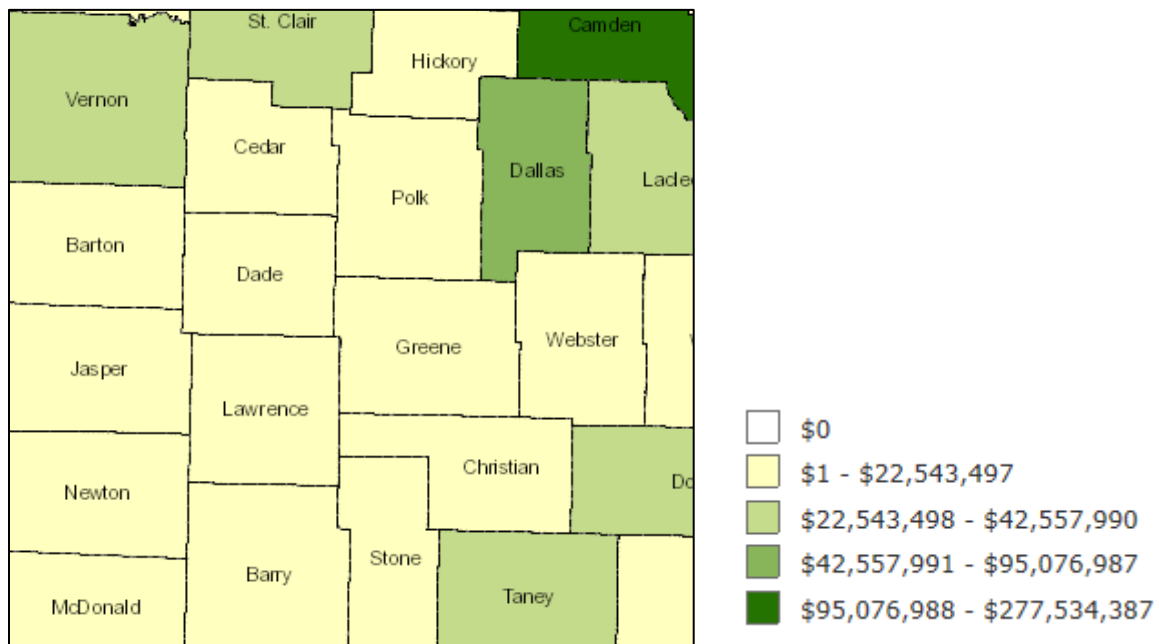 St. Clair
Camden
Hickory
Vernon
Cedar
Dallas
Laclec
Polk
Barton
Dade
Webster
Greene
Jasper
Lawrence
Christian
Newton
Do
Stone
Barry
Taney
McDonald
$0
$1 - $22,543,497
$22,543,498 - $42,557,990
$42,557,991 - $95,076,987
$95,076,988 - $277,534,387